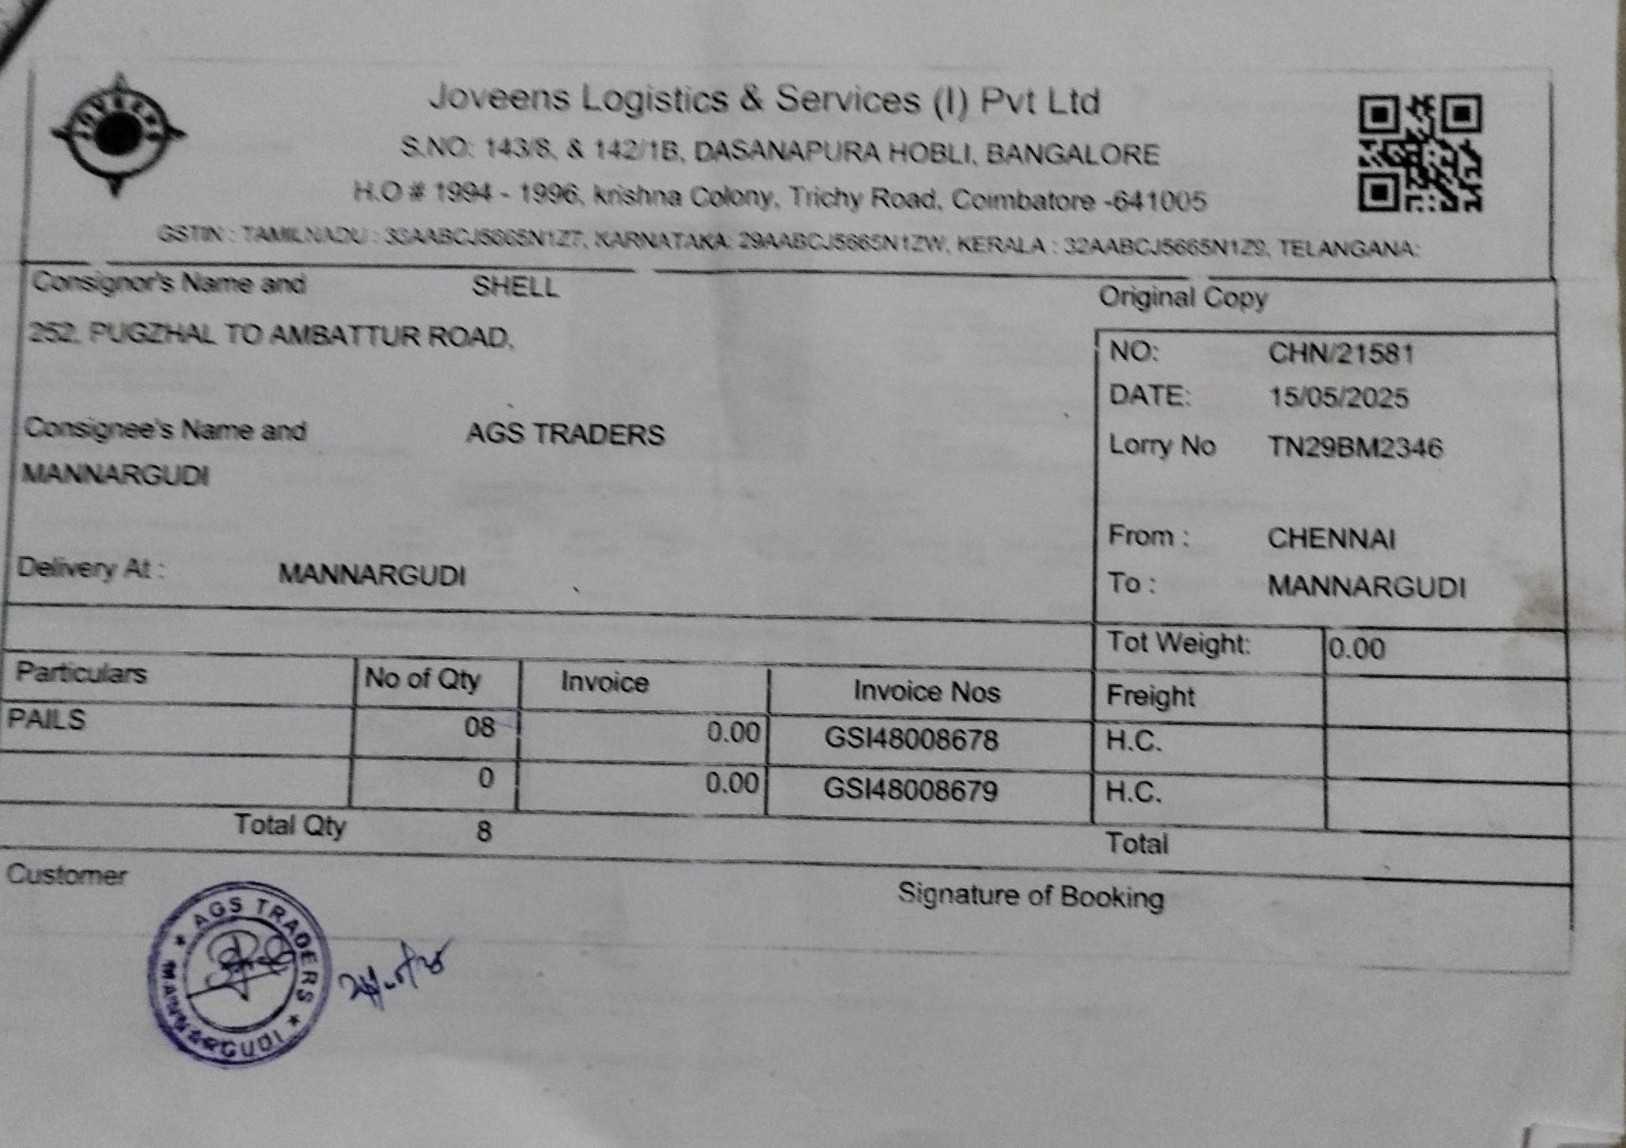 JOVEENS
Joveens Logistics & Services (I) Pvt Ltd
S.NO: 143/8, & 142/1B, DASANAPURA HOBLI, BANGALORE
H.O # 1994 - 1996, krishna Colony, Trichy Road, Coimbatore -641005
GSTIN : TAMILNADU : 33AABCJ5665N1Z7, KARNATAKA: 29AABCJ5665N1ZW, KERALA : 32AABCJ5665N1Z9, TELANGANA:
Consignor's Name and SHELL
252, PUGZHAL TO AMBATTUR ROAD,
Consignee's Name and AGS TRADERS
MANNARGUDI
Delivery At : MANNARGUDI
Original Copy
NO: CHN/21581
DATE: 15/05/2025
Lorry No TN29BM2346
From : CHENNAI
To : MANNARGUDI
Tot Weight: 0.00
Particulars No of Qty Invoice Invoice Nos Freight
PAILS 08 0.00 GSI48008678 H.C.
0 0.00 GSI48008679 H.C.
Total Qty 8 Total
Customer Signature of Booking
AGS TRADERS
MANNARGUDI